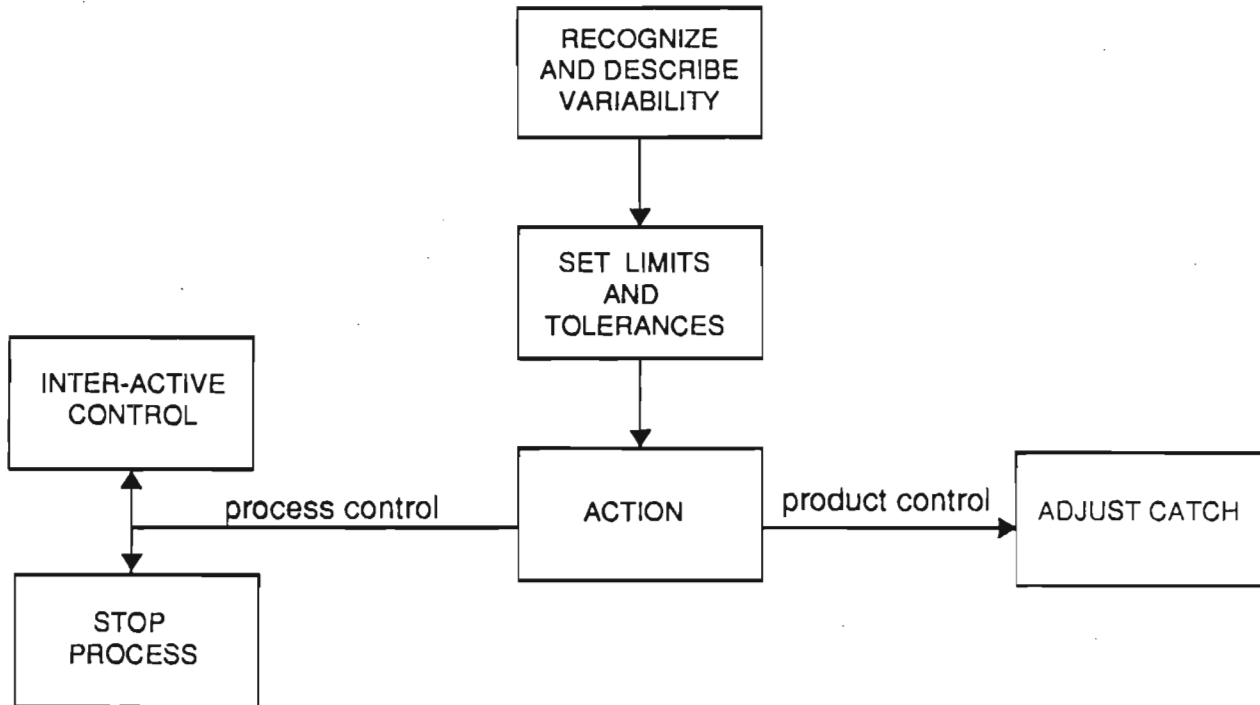 RECOGNIZE
AND DESCRIBE
VARIABILITY
SET LIMITS
AND
TOLERANCES
INTER-ACTIVE
CONTROL
process control
ACTION
product control
ADJUST CATCH
STOP
PROCESS